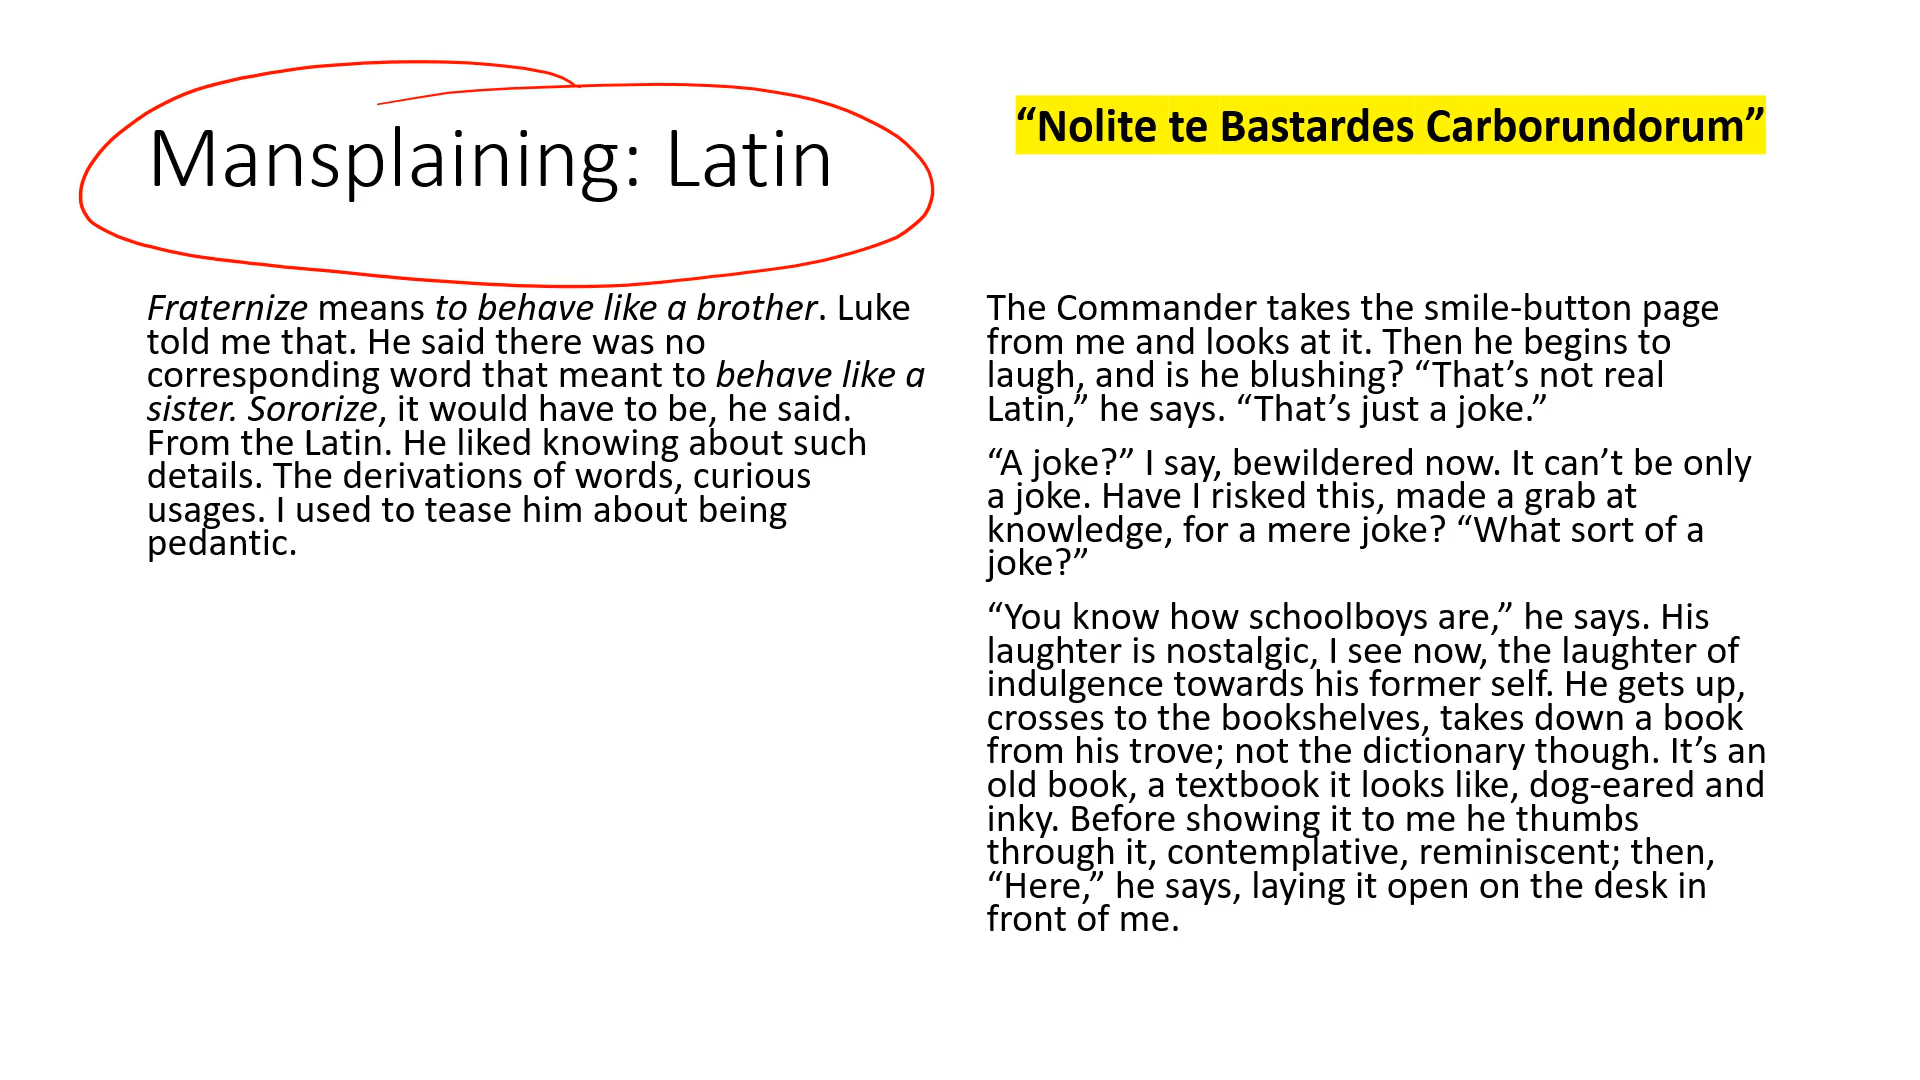 Mansplaining: Latin
“Nolite te Bastardes Carborundorum”
Fraternize means to behave like a brother. Luke
told me that. He said there was no
corresponding word that meant to behave like a
sister. Sororize, it would have to be, he said.
From the Latin. He liked knowing about such
details. The derivations of words, curious
usages. I used to tease him about being
pedantic.
The Commander takes the smile-button page
from me and looks at it. Then he begins to
laugh, and is he blushing? “That’s not real
Latin,” he says. “That’s just a joke.”
“A joke?” I say, bewildered now. It can’t be only
a joke. Have I risked this, made a grab at
knowledge, for a mere joke? “What sort of a
joke?”
“You know how schoolboys are,” he says. His
laughter is nostalgic, I see now, the laughter of
indulgence towards his former self. He gets up,
crosses to the bookshelves, takes down a book
from his trove; not the dictionary though. It’s an
old book, a textbook it looks like, dog-eared and
inky. Before showing it to me he thumbs
through it, contemplative, reminiscent; then,
“Here,” he says, laying it open on the desk in
front of me.